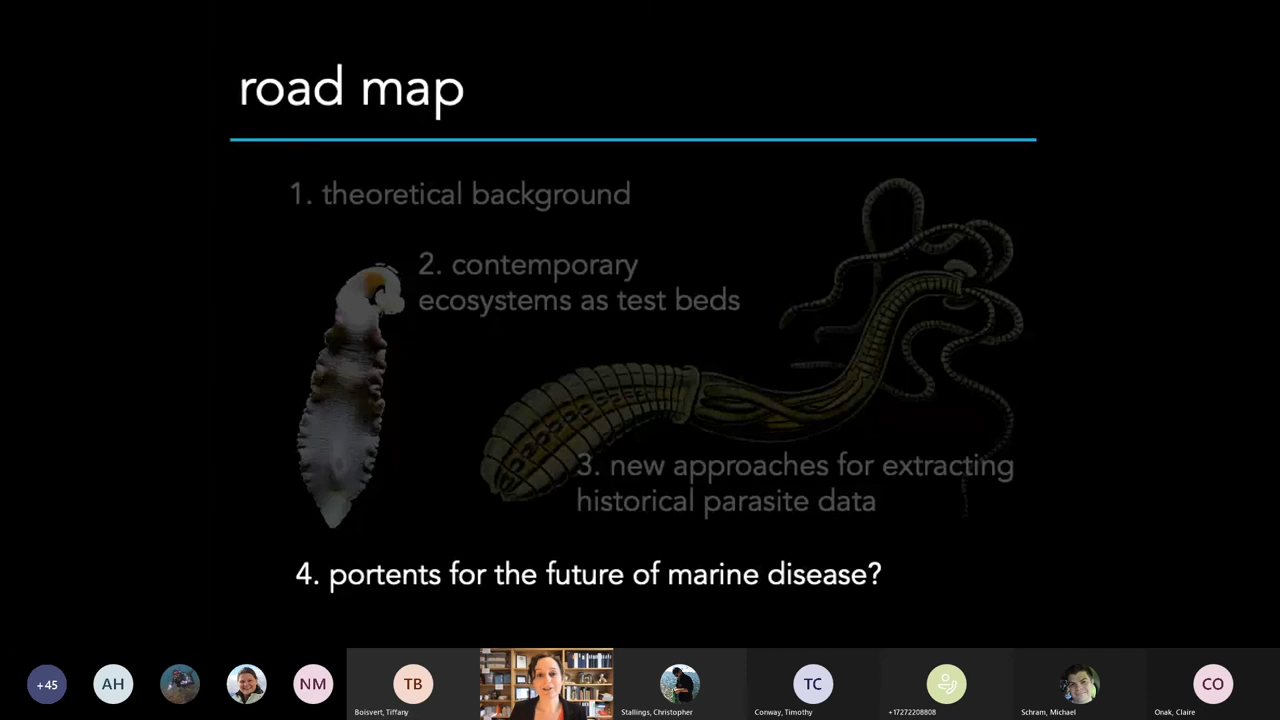 road map
1. theoretical background
2. contemporary
ecosystems as test beds
3. new approaches for extracting
historical parasite data
4. portents for the future of marine disease?
+45
AH
NM
TB
TC
CO
Boisvert, Tiffany
Stallings, Christopher
Conway, Timothy
+17272208808
Schram, Michael
Onak, Claire